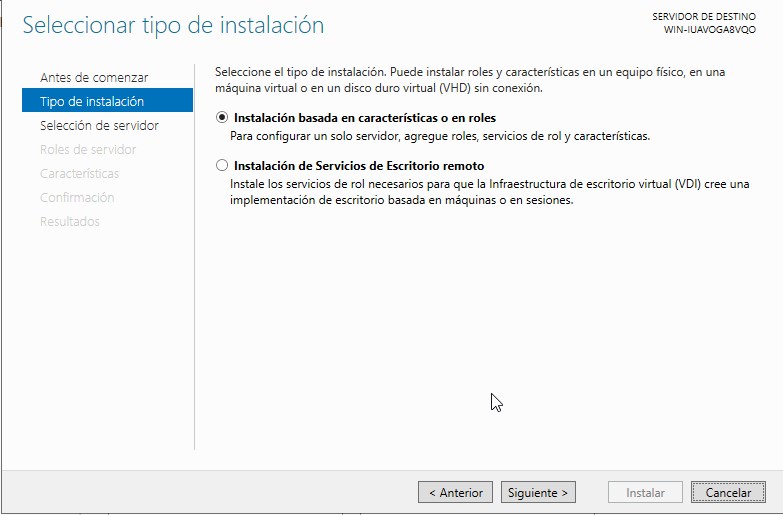 Seleccionar tipo de instalación
SERVIDOR DE DESTINO
WIN-IUAVOGA8VQO
Antes de comenzar
Tipo de instalación
Selección de servidor
Roles de servidor
Características
Confirmación
Resultados
Seleccione el tipo de instalación. Puede instalar roles y características en un equipo físico, en una
máquina virtual o en un disco duro virtual (VHD) sin conexión.
Instalación basada en características o en roles
Para configurar un solo servidor, agregue roles, servicios de rol y características.
Instalación de Servicios de Escritorio remoto
Instale los servicios de rol necesarios para que la Infraestructura de escritorio virtual (VDI) cree una
implementación de escritorio basada en máquinas o en sesiones.
< Anterior
Siguiente >
Instalar
Cancelar